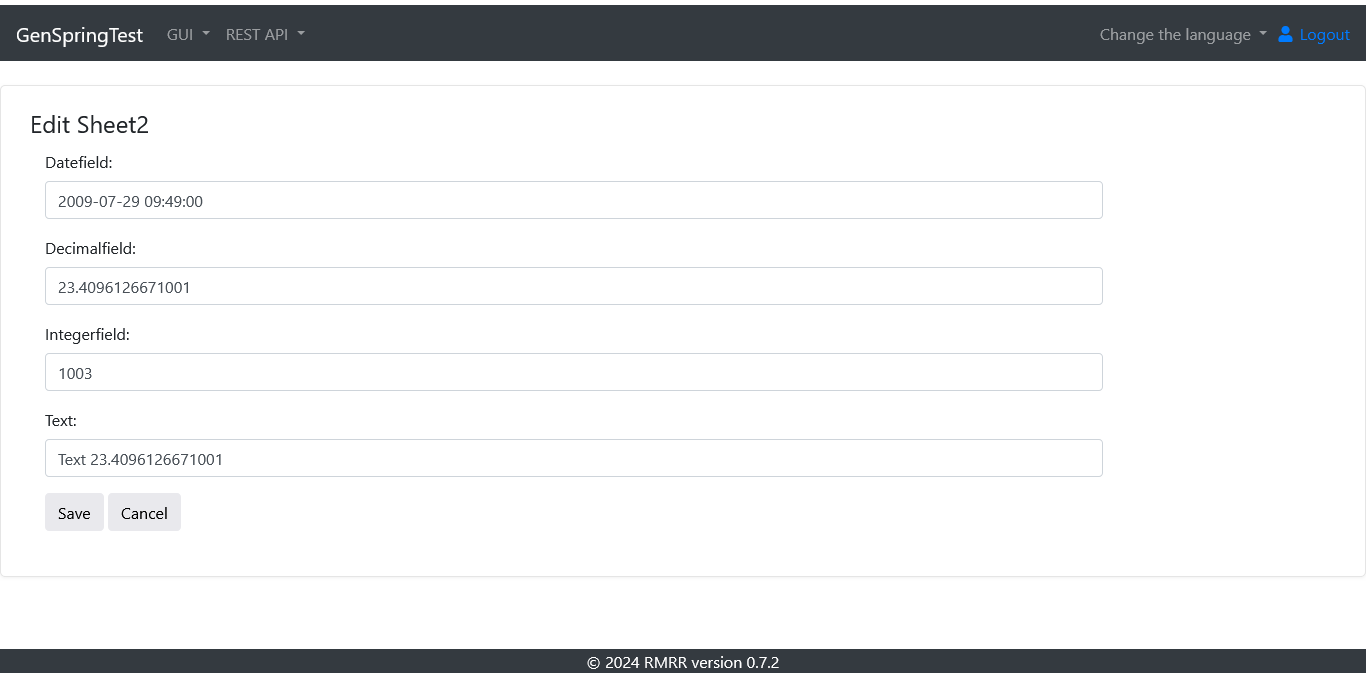 GenSpringTest GUI REST API Change the language Logout
Edit Sheet2
Datefield:
2009-07-29 09:49:00
Decimalfield:
23.4096126671001
Integerfield:
1003
Text:
Text 23.4096126671001
Save Cancel
© 2024 RMRR version 0.7.2